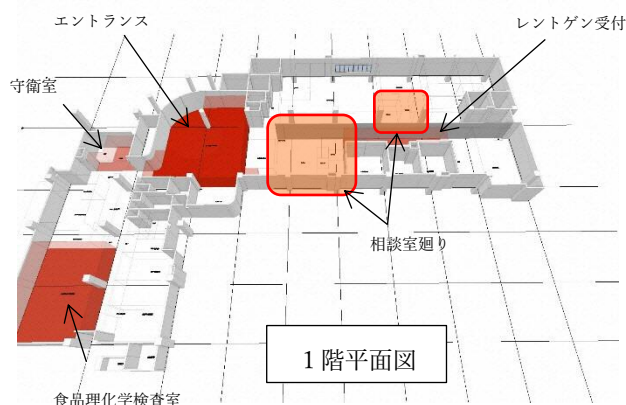 エントランス
レントゲン受付
守衛室
相談室廻り
1階平面図
食品理化学検査室